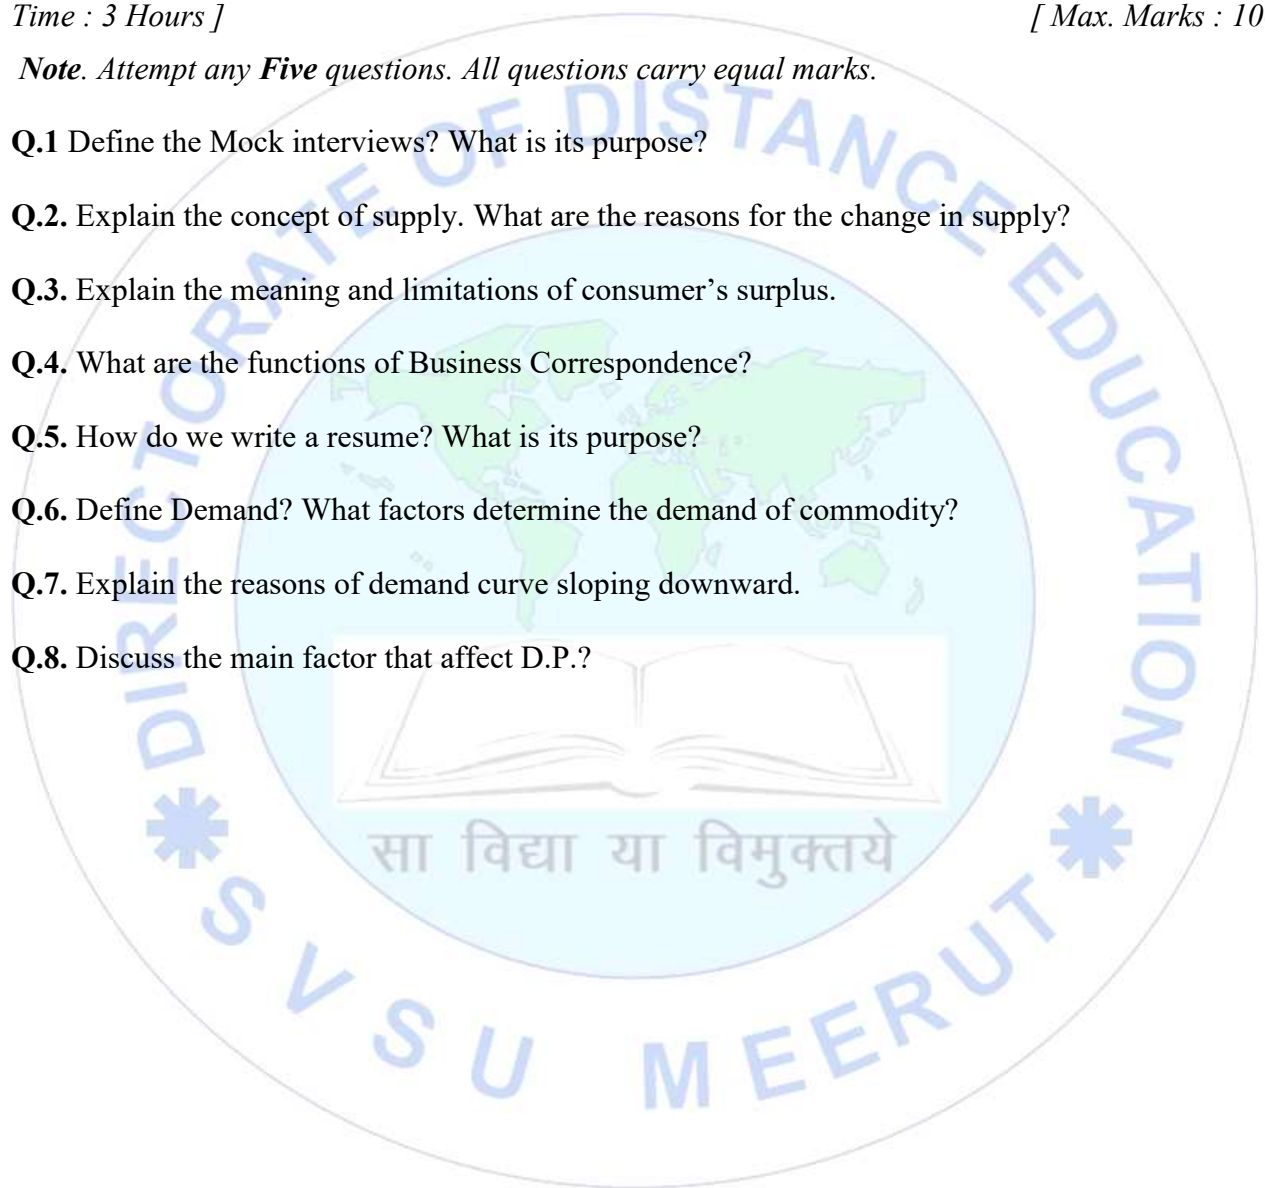 Time : 3 Hours ] [ Max. Marks : 10
Note. Attempt any Five questions. All questions carry equal marks.
Q.1 Define the Mock interviews? What is its purpose?
Q.2. Explain the concept of supply. What are the reasons for the change in supply?
Q.3. Explain the meaning and limitations of consumer’s surplus.
Q.4. What are the functions of Business Correspondence?
Q.5. How do we write a resume? What is its purpose?
Q.6. Define Demand? What factors determine the demand of commodity?
Q.7. Explain the reasons of demand curve sloping downward.
Q.8. Discuss the main factor that affect D.P.?
DIRECTORATE OF DISTANCE EDUCATION
सा विद्या या विमुक्तये
S V S U MEERUT